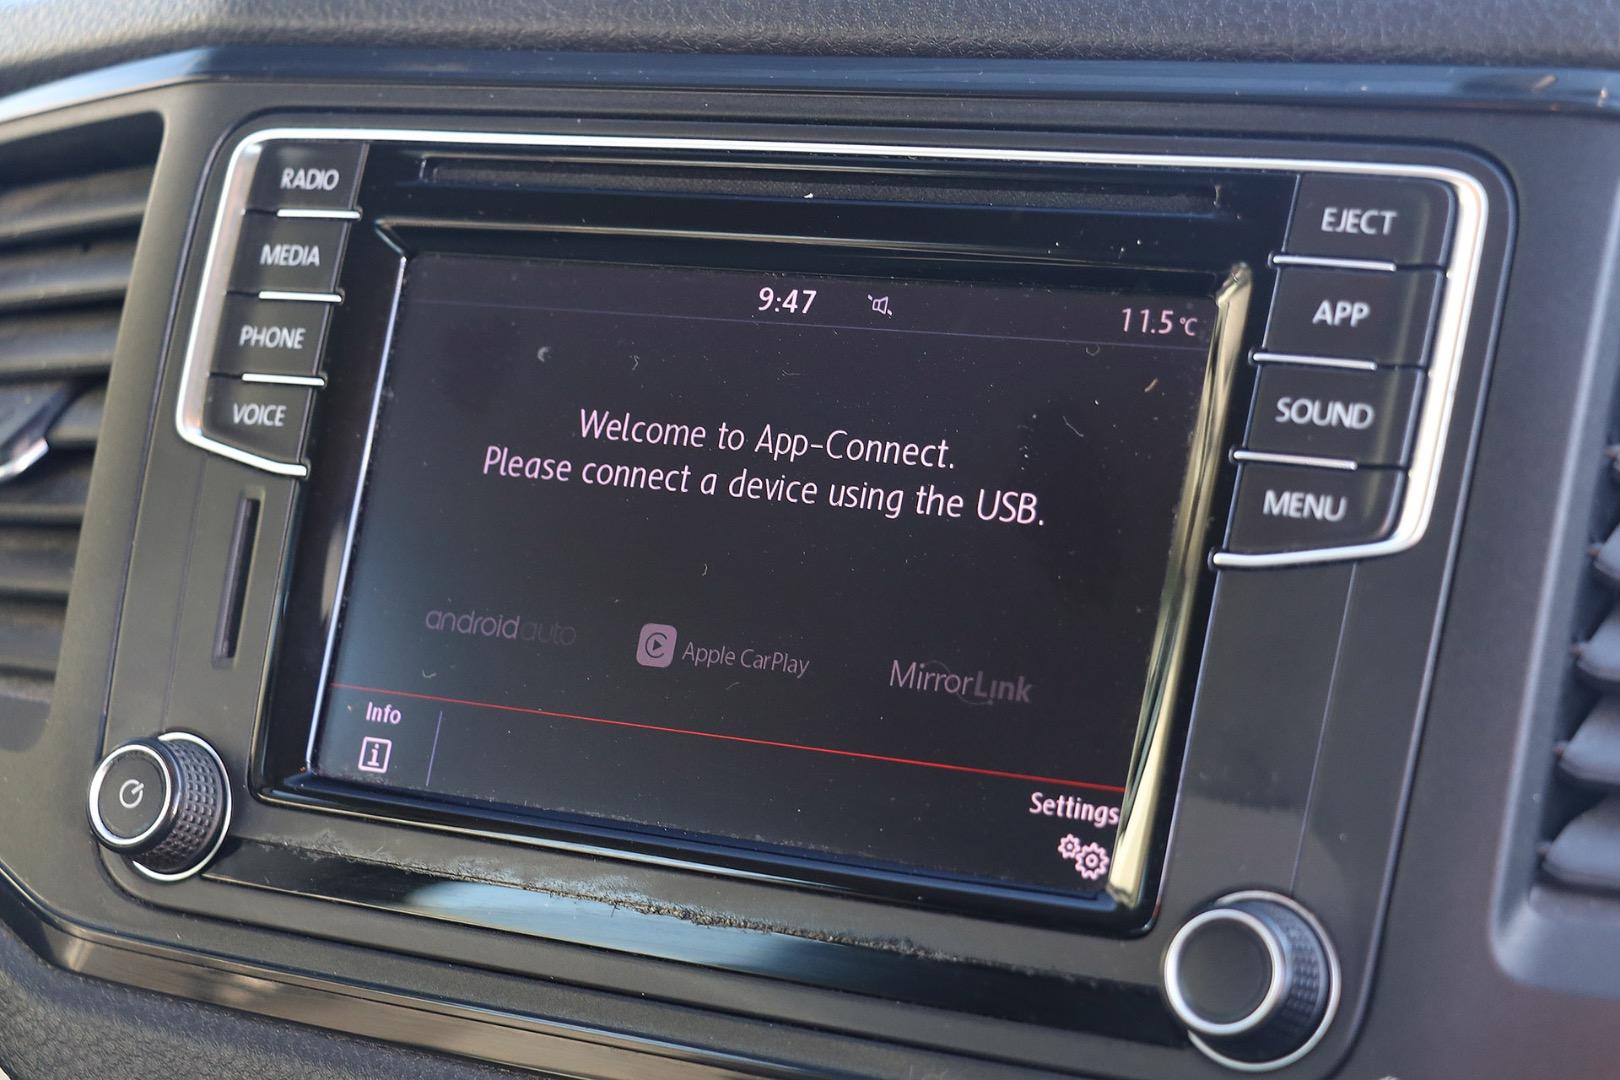 RADIO
MEDIA
PHONE
VOICE
9:47
11.5°C
Welcome to App-Connect.
Please connect a device using the USB.
androidauto
Apple CarPlay
MirrorLink
Info
Settings
EJECT
APP
SOUND
MENU